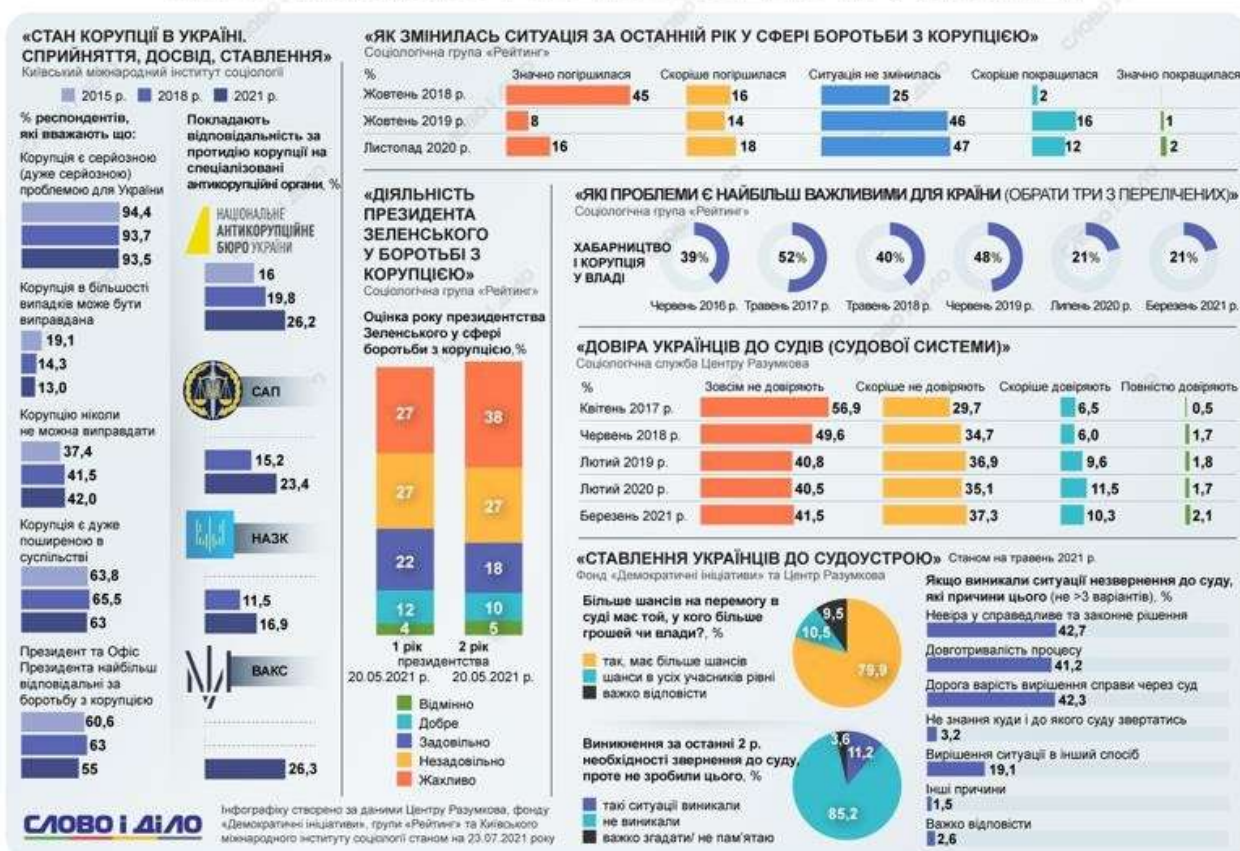 «СТАН КОРУПЦІЇ В УКРАЇНІ.
СПРИЙНЯТТЯ, ДОСВІД, СТАВЛЕННЯ»
Київський міжнародний інститут соціології
2015 р. 2018 р. 2021 р.
% респондентів,
які вважають що:
Корупція є серйозною
(дуже серйозною)
проблемою для України
94,4
93,7
93,5
Корупція в більшості
випадків може бути
виправдана
19,1
14,3
13,0
Корупцію ніколи
не можна виправдати
37,4
41,5
42,0
Корупція є дуже
поширеною в
суспільстві
63,8
65,5
63
Президент та Офіс
Президента найбільш
відповідальні за
боротьбу з корупцією
60,6
63
55
Покладають
відповідальність за
протидію корупції на
спеціалізовані
антикорупційні органи, %
НАЦІОНАЛЬНЕ
АНТИКОРУПЦІЙНЕ
БЮРО УКРАЇНИ
16
19,8
26,2
САП
15,2
23,4
НАЗК
11,5
16,9
ВАКС
26,3
«ЯК ЗМІНИЛАСЬ СИТУАЦІЯ ЗА ОСТАННІЙ РІК У СФЕРІ БОРОТЬБИ З КОРУПЦІЄЮ»
Соціологічна група «Рейтинг»
% Значно погіршилася Скоріше погіршилася Ситуація не змінилась Скоріше покращилася Значно покращилася
Жовтень 2018 р. 45 16 25 2
Жовтень 2019 р. 8 14 46 16 1
Листопад 2020 р. 16 18 47 12 2
«ДІЯЛЬНІСТЬ
ПРЕЗИДЕНТА
ЗЕЛЕНСЬКОГО
У БОРОТЬБІ З
КОРУПЦІЄЮ»
Соціологічна група «Рейтинг»
Оцінка року президентства
Зеленського у сфері
боротьби з корупцією, %
27 38
27 27
22 18
12 10
4 5
1 рік 2 рік
президентства
20.05.2021 р. 20.05.2021 р.
Відмінно
Добре
Задовільно
Незадовільно
Жахливо
«ЯКІ ПРОБЛЕМИ Є НАЙБІЛЬШ ВАЖЛИВИМИ ДЛЯ КРАЇНИ (ОБРАТИ ТРИ З ПЕРЕЛІЧЕНИХ)»
Соціологічна група «Рейтинг»
ХАБАРНИЦТВО
І КОРУПЦІЯ
У ВЛАДІ
39% 52% 40% 48% 21% 21%
Червень 2016 р. Травень 2017 р. Травень 2018 р. Червень 2019 р. Липень 2020 р. Березень 2021 р.
«ДОВІРА УКРАЇНЦІВ ДО СУДІВ (СУДОВОЇ СИСТЕМИ)»
Соціологічна служба Центру Разумкова
% Зовсім не довіряють Скоріше не довіряють Скоріше довіряють Повністю довіряють
Квітень 2017 р. 56,9 29,7 6,5 0,5
Червень 2018 р. 49,6 34,7 6,0 1,7
Лютий 2019 р. 40,8 36,9 9,6 1,8
Лютий 2020 р. 40,5 35,1 11,5 1,7
Березень 2021 р. 41,5 37,3 10,3 2,1
«СТАВЛЕННЯ УКРАЇНЦІВ ДО СУДОУСТРОЮ» Станом на травень 2021 р.
Фонд «Демократичні ініціативи» та Центр Разумкова
Більше шансів на перемогу в
суді має той, у кого більше
грошей чи влади?, %
так, має більше шансів
шанси в усіх учасників рівні
важко відповісти
9,5
10,5
79,9
Виникнення за останні 2 р.
необхідності звернення до суду,
проте не зробили цього, %
такі ситуації виникали
не виникали
важко згадати/ не пам'ятаю
3,6
11,2
85,2
Якщо виникали ситуації незвернення до суду,
які причини цього (не >3 варіантів), %
Невіра у справедливе та законне рішення
42,7
Довготривалість процесу
41,2
Дорога варість вирішення справи через суд
42,3
Не знання куди і до якого суду звертатись
3,2
Вирішення ситуації в інший спосіб
19,1
Інші причини
1,5
Важко відповісти
2,6
СЛОВО і ДіЛО
Інфографіку створено за даними Центру Разумкова, фонду
«Демократичні ініціативи», групи «Рейтинг» та Київського
міжнародного інституту соціології станом на 23.07.2021 року